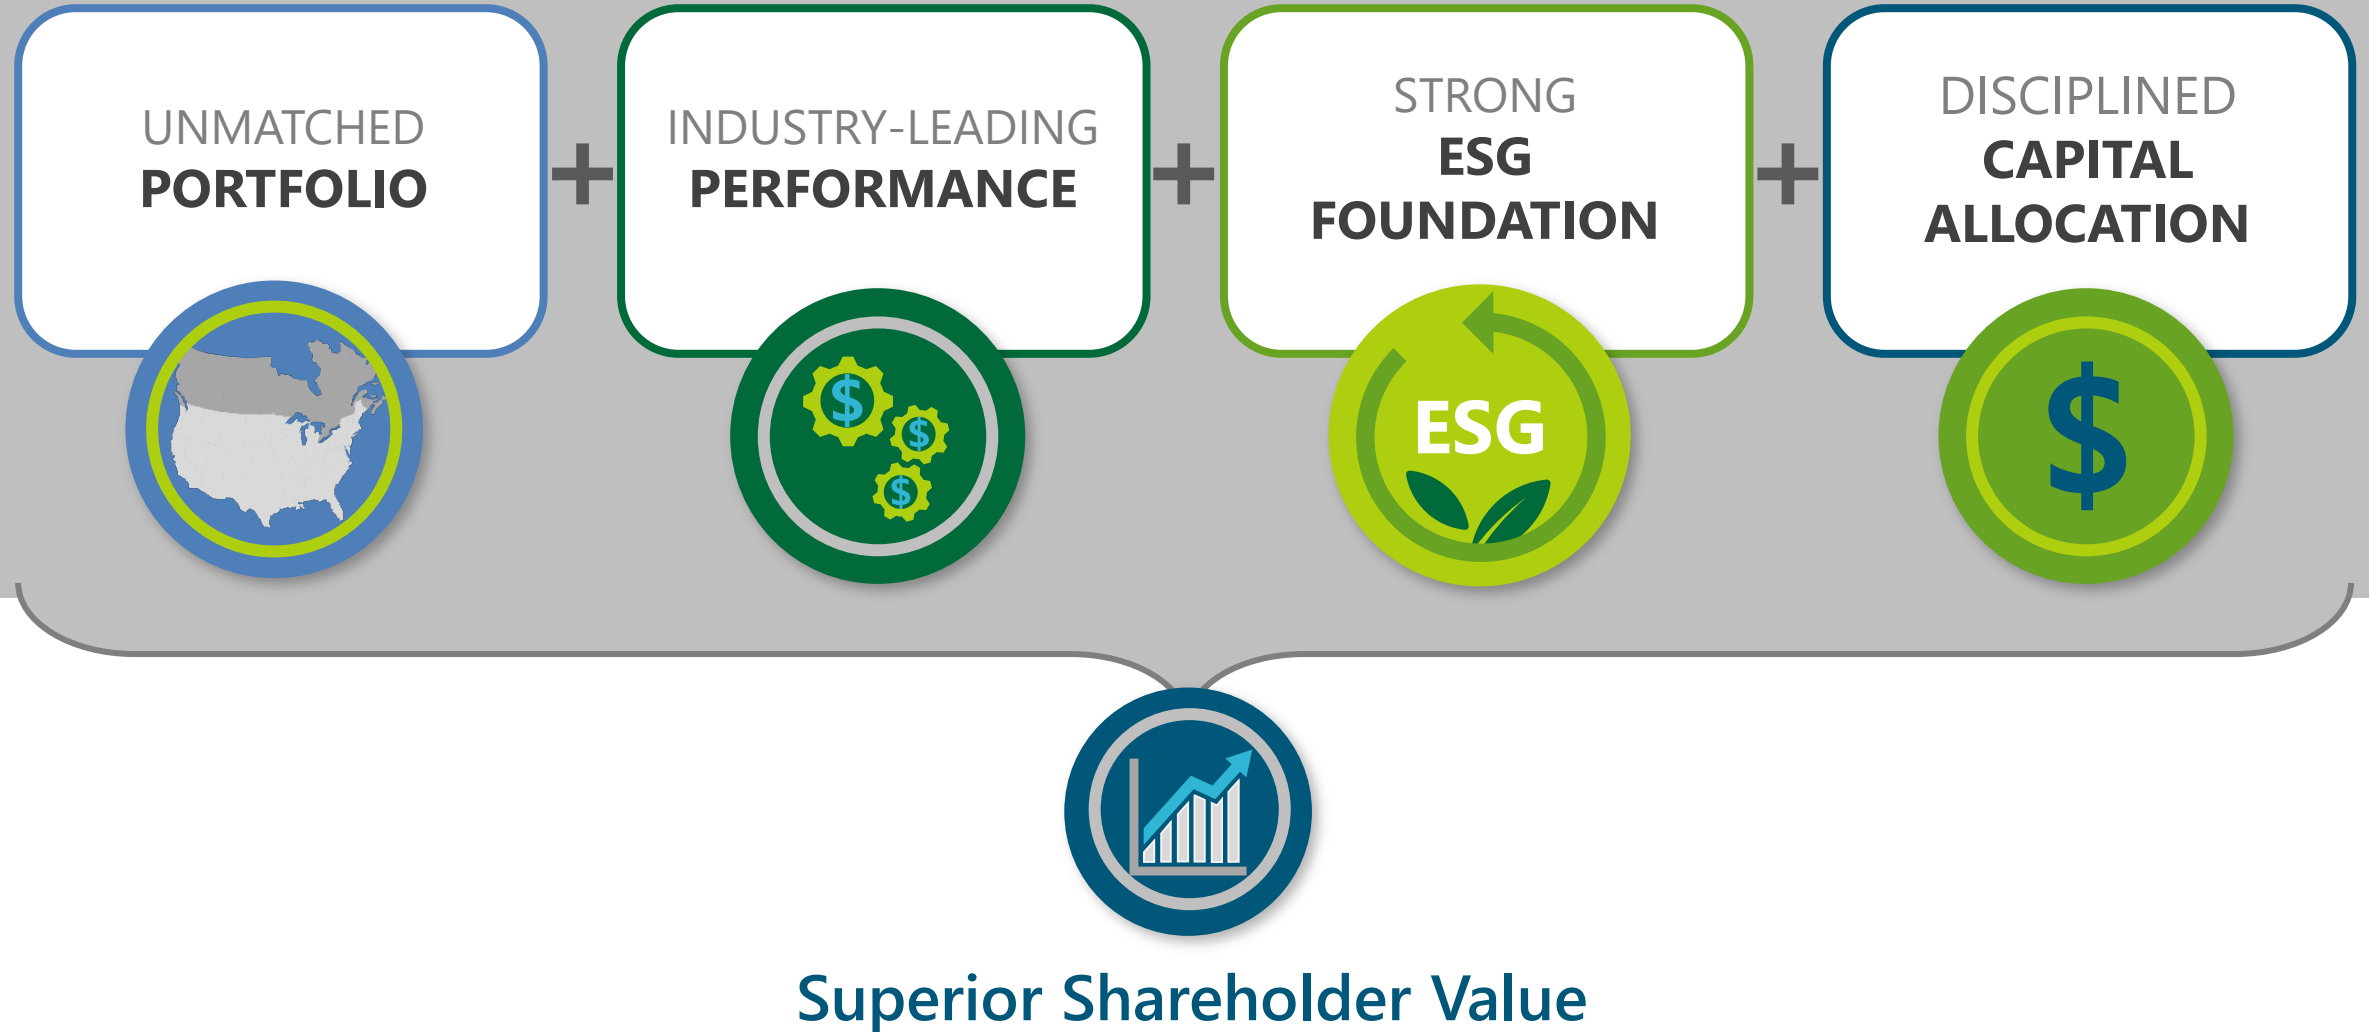 UNMATCHED
PORTFOLIO
+
INDUSTRY-LEADING
PERFORMANCE
+
STRONG
ESG
FOUNDATION
+
DISCIPLINED
CAPITAL
ALLOCATION
$
$
$
ESG
$
Superior Shareholder Value